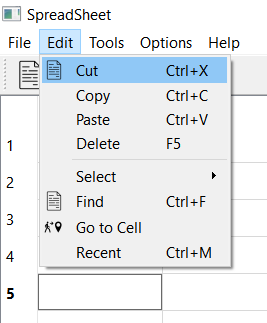 SpreadSheet
File Edit Tools Options Help
Cut Ctrl+X
Copy Ctrl+C
Paste Ctrl+V
Delete F5
Select
Find Ctrl+F
Go to Cell
Recent Ctrl+M
1
2
3
4
5